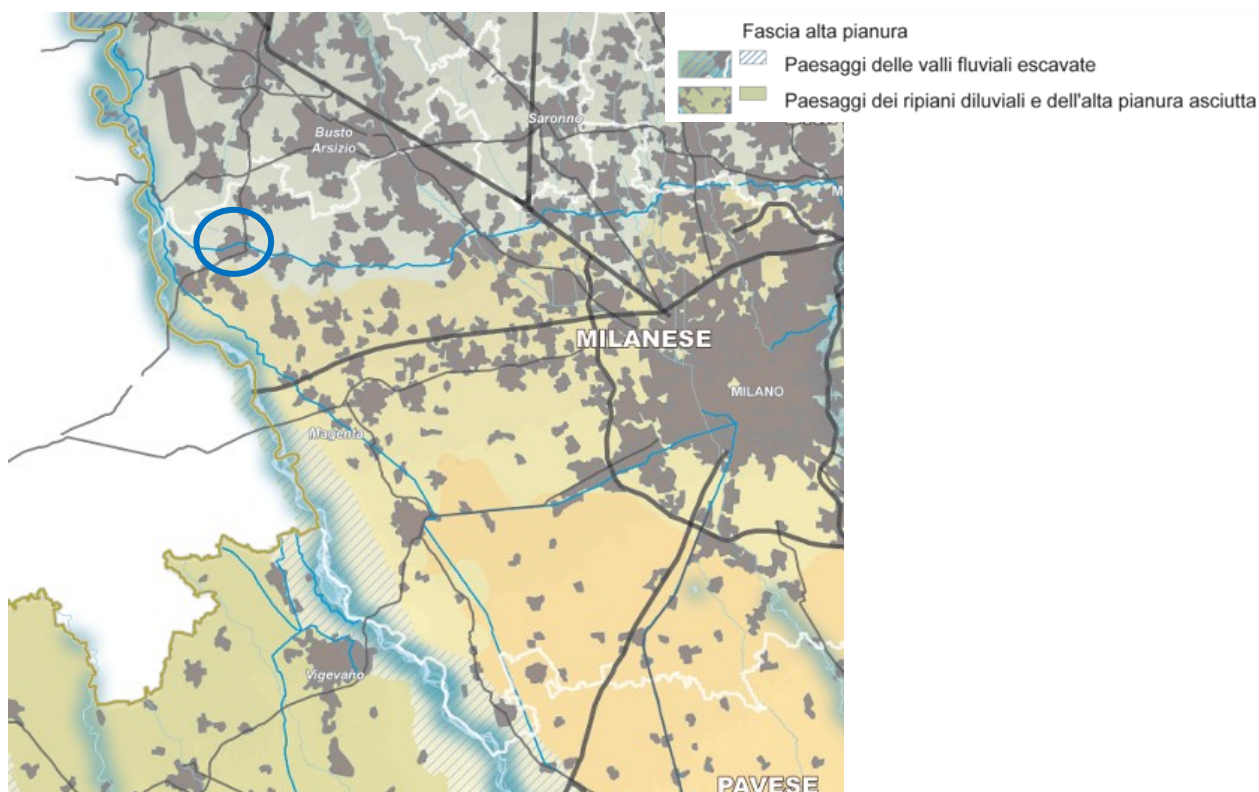 Fascia alta pianura
Paesaggi delle valli fluviali escavate
Paesaggi dei ripiani diluviali e dell'alta pianura asciutta
Saronno
Busto
Arsizio
M
MILANESE
MILANO
Magenta
Vigevano
PAVESE